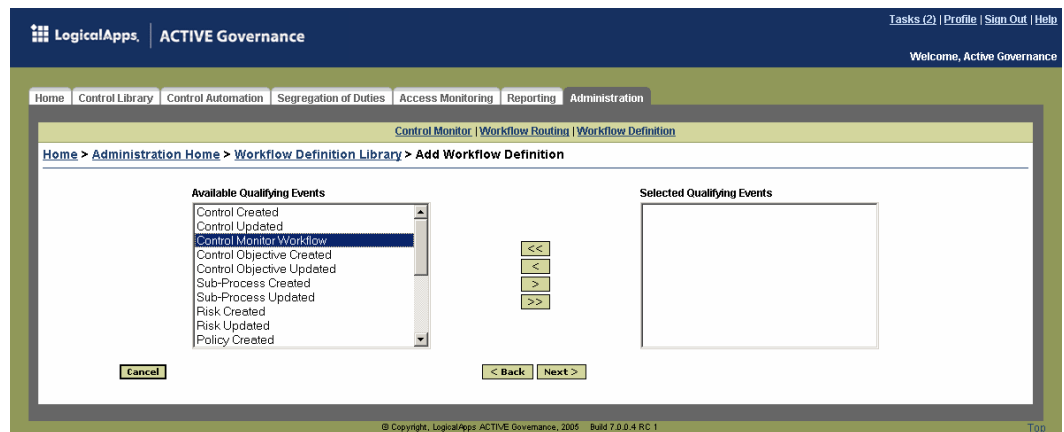 Tasks (2) | Profile | Sign Out | Help
LogicalApps. | ACTIVE Governance
Welcome, Active Governance
Home Control Library Control Automation Segregation of Duties Access Monitoring Reporting Administration
Control Monitor | Workflow Routing | Workflow Definition
Home > Administration Home > Workflow Definition Library > Add Workflow Definition
Available Qualifying Events
Selected Qualifying Events
Control Created
Control Updated
Control Monitor Workflow
Control Objective Created
Control Objective Updated
Sub-Process Created
Sub-Process Updated
Risk Created
Risk Updated
Policy Created
<<
<
>
>>
Cancel
< Back Next >
© Copyright, LogicalApps ACTIVE Governance, 2005 Build 7.0.0.4 RC 1
Top